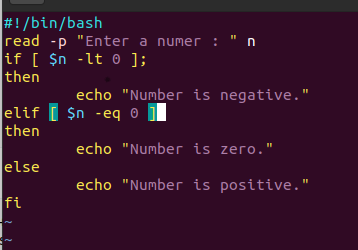 #!/bin/bash
read -p "Enter a numer : " n
if [ $n -lt 0 ];
then
        echo "Number is negative."
elif [ $n -eq 0 ]
then
        echo "Number is zero."
else
        echo "Number is positive."
fi
~
~